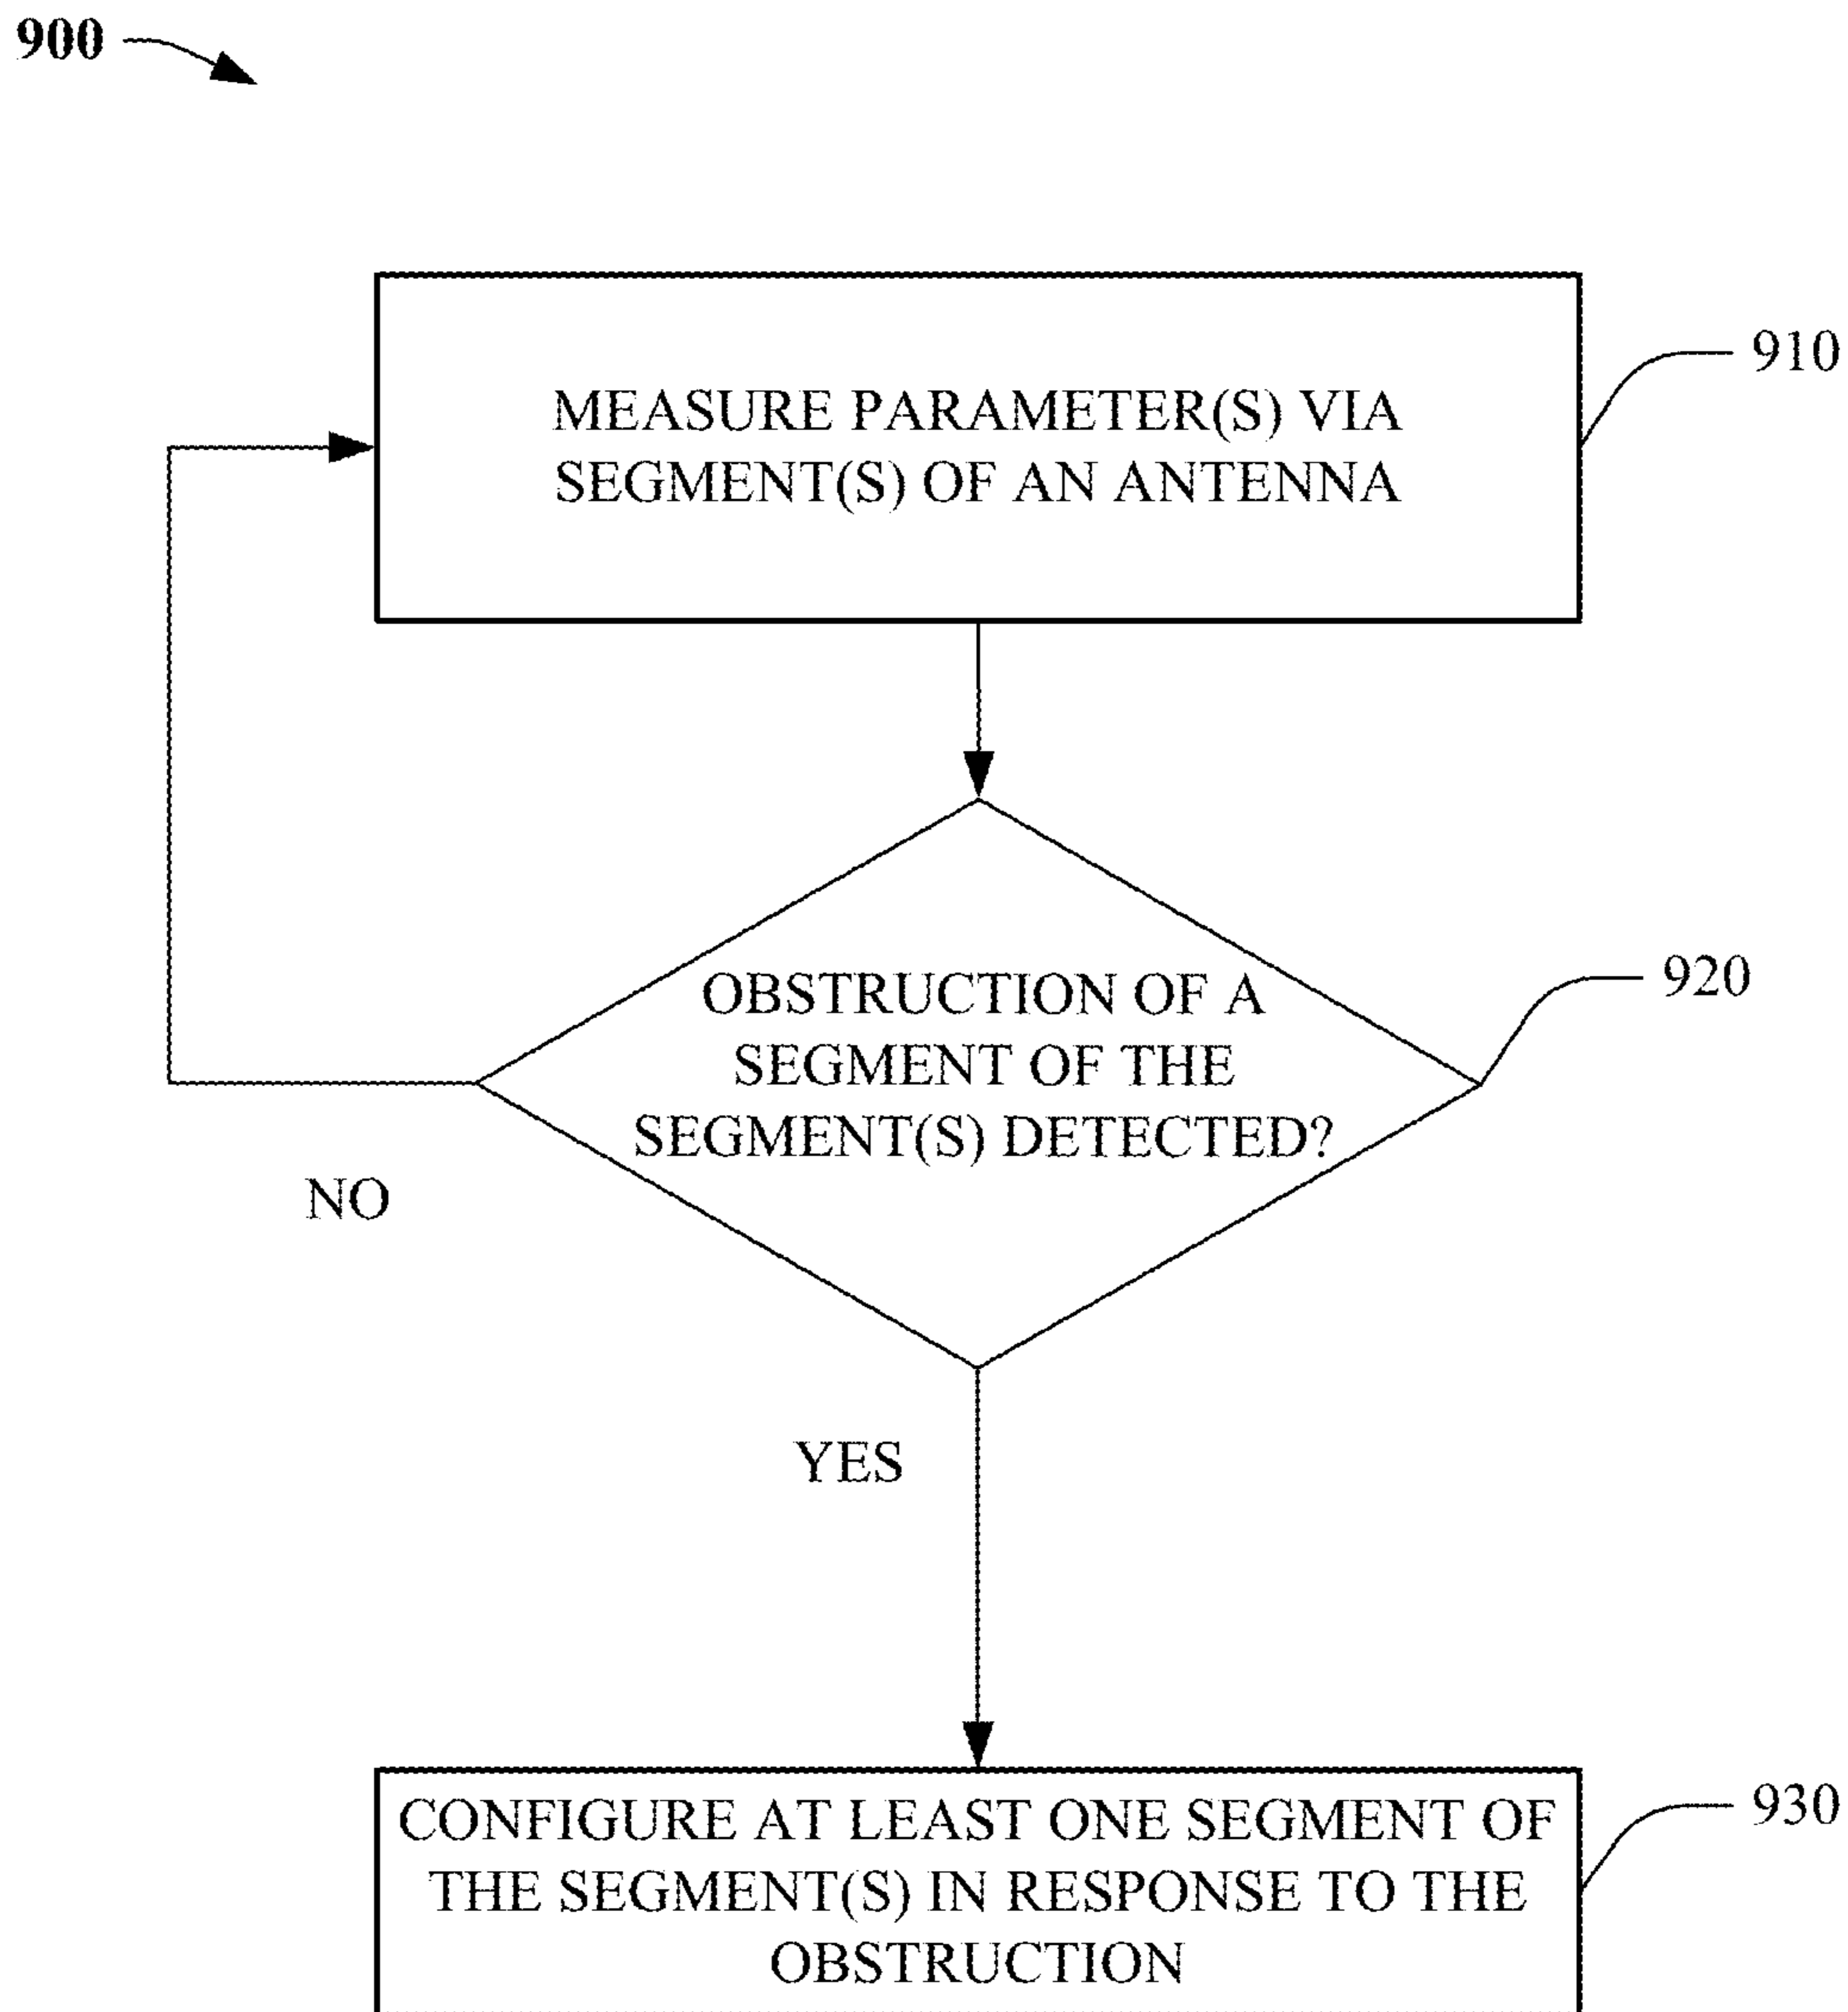 900
MEASURE PARAMETER(S) VIA
SEGMENT(S) OF AN ANTENNA
910
OBSTRUCTION OF A
SEGMENT OF THE
SEGMENT(S) DETECTED?
920
NO
YES
CONFIGURE AT LEAST ONE SEGMENT OF
THE SEGMENT(S) IN RESPONSE TO THE
OBSTRUCTION
930